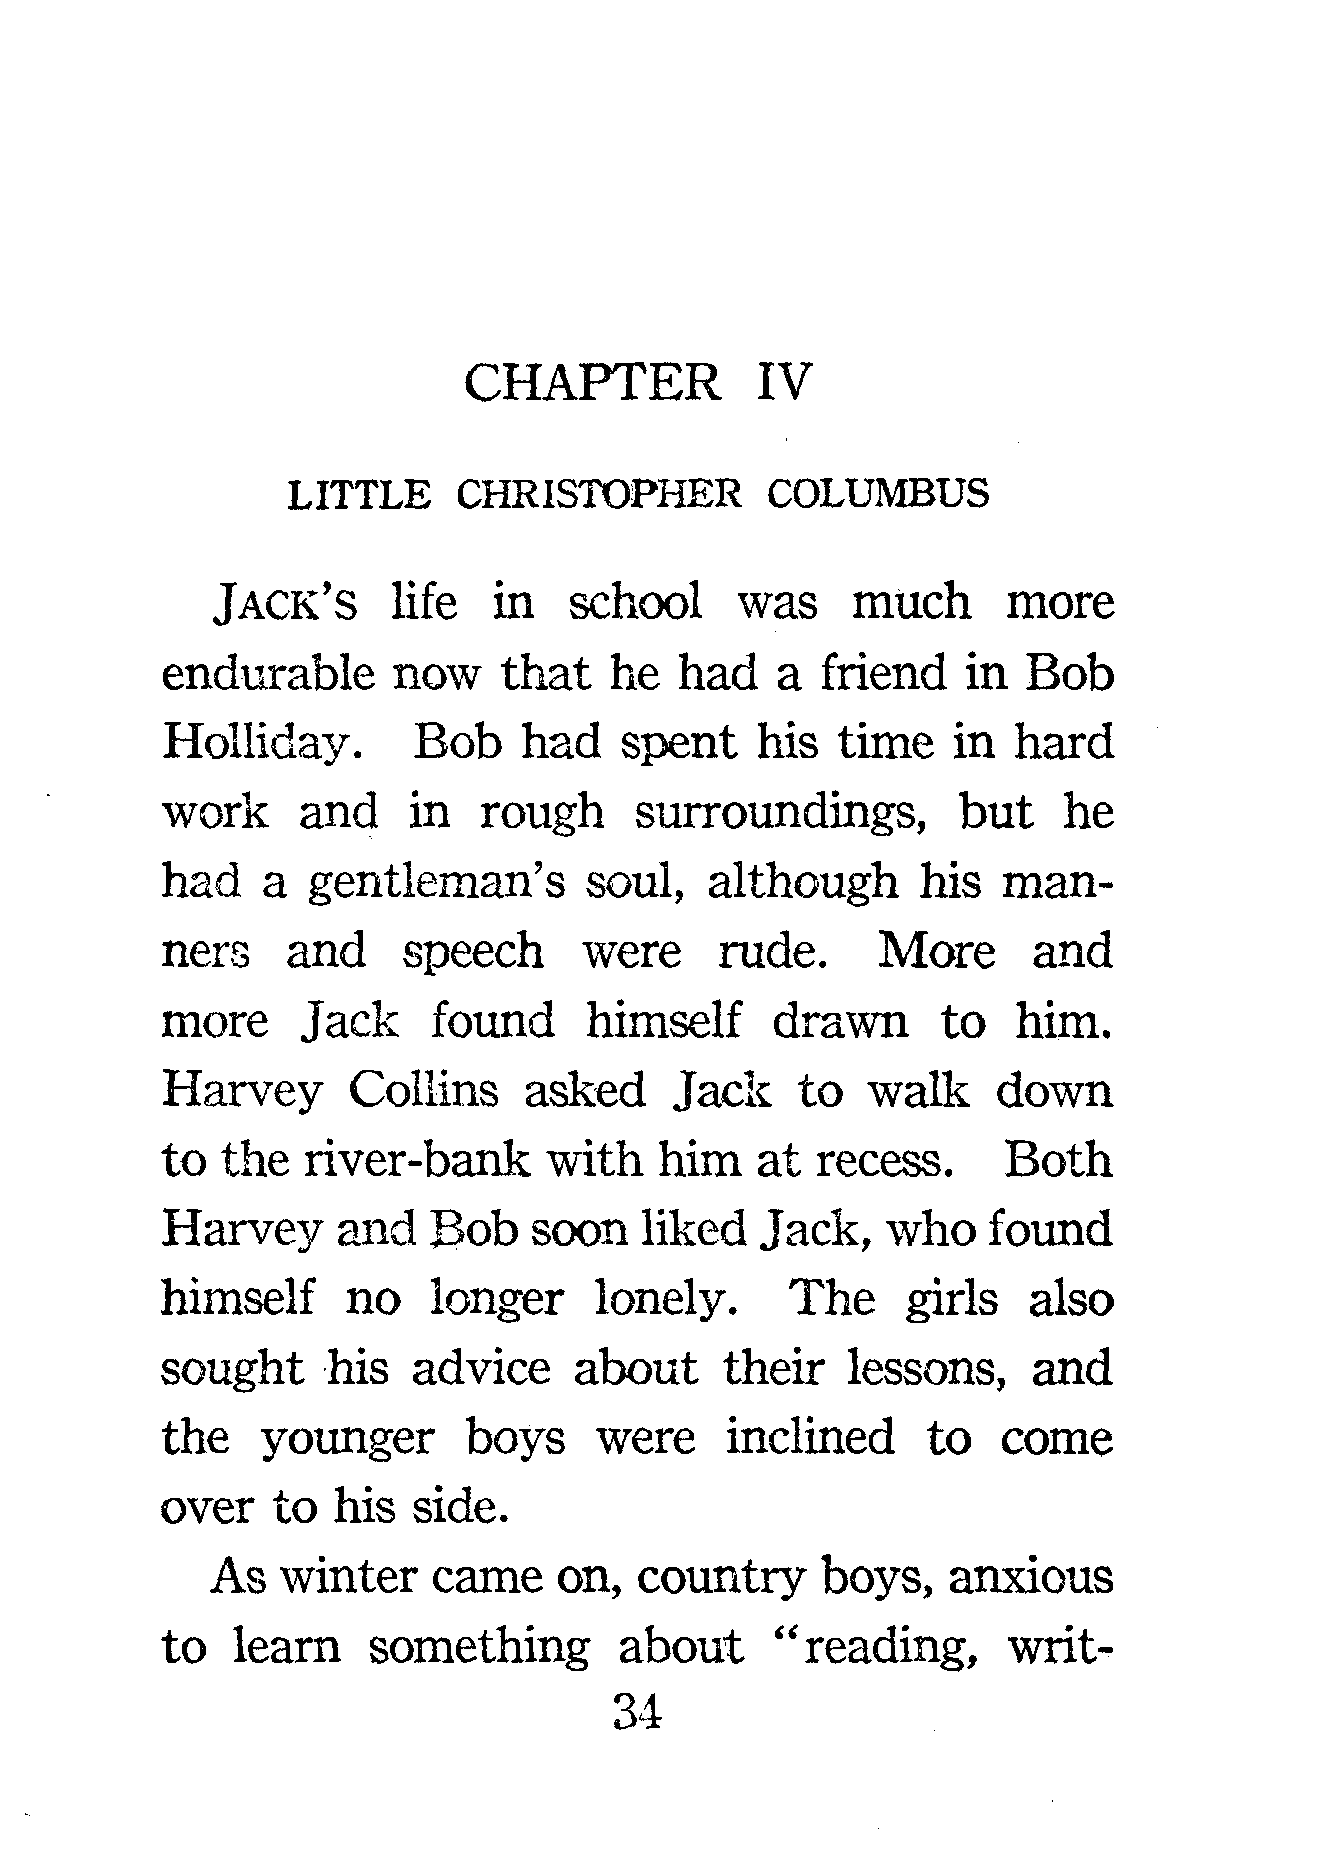 CHAPTER IV
LITTLE CHRISTOPHER COLUMBUS
JACK'S life in school was much more
endurable now that he had a friend in Bob
Holliday. Bob had spent his time in hard
work and in rough surroundings, but he
had a gentleman's soul, although his man-
ners and speech were rude. More and
more Jack found himself drawn to him.
Harvey Collins asked Jack to walk down
to the river-bank with him at recess. Both
Harvey and Bob soon liked Jack, who found
himself no longer lonely. The girls also
sought his advice about their lessons, and
the younger boys were inclined to come
over to his side.
As winter came on, country boys, anxious
to learn something about "reading, writ-
34